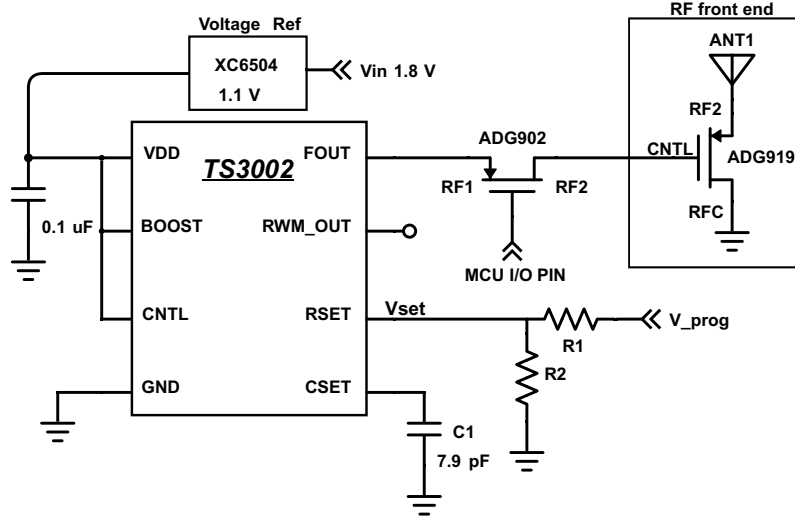 Voltage Ref
RF front end
XC6504
1.1 V
Vin 1.8 V
ANT1
RF2
CNTL
ADG919
RFC
TS3002
VDD
FOUT
ADG902
RF1
RF2
0.1 uF
BOOST
RWM_OUT
MCU I/O PIN
CNTL
RSET
Vset
V_prog
R1
R2
GND
CSET
C1
7.9 pF